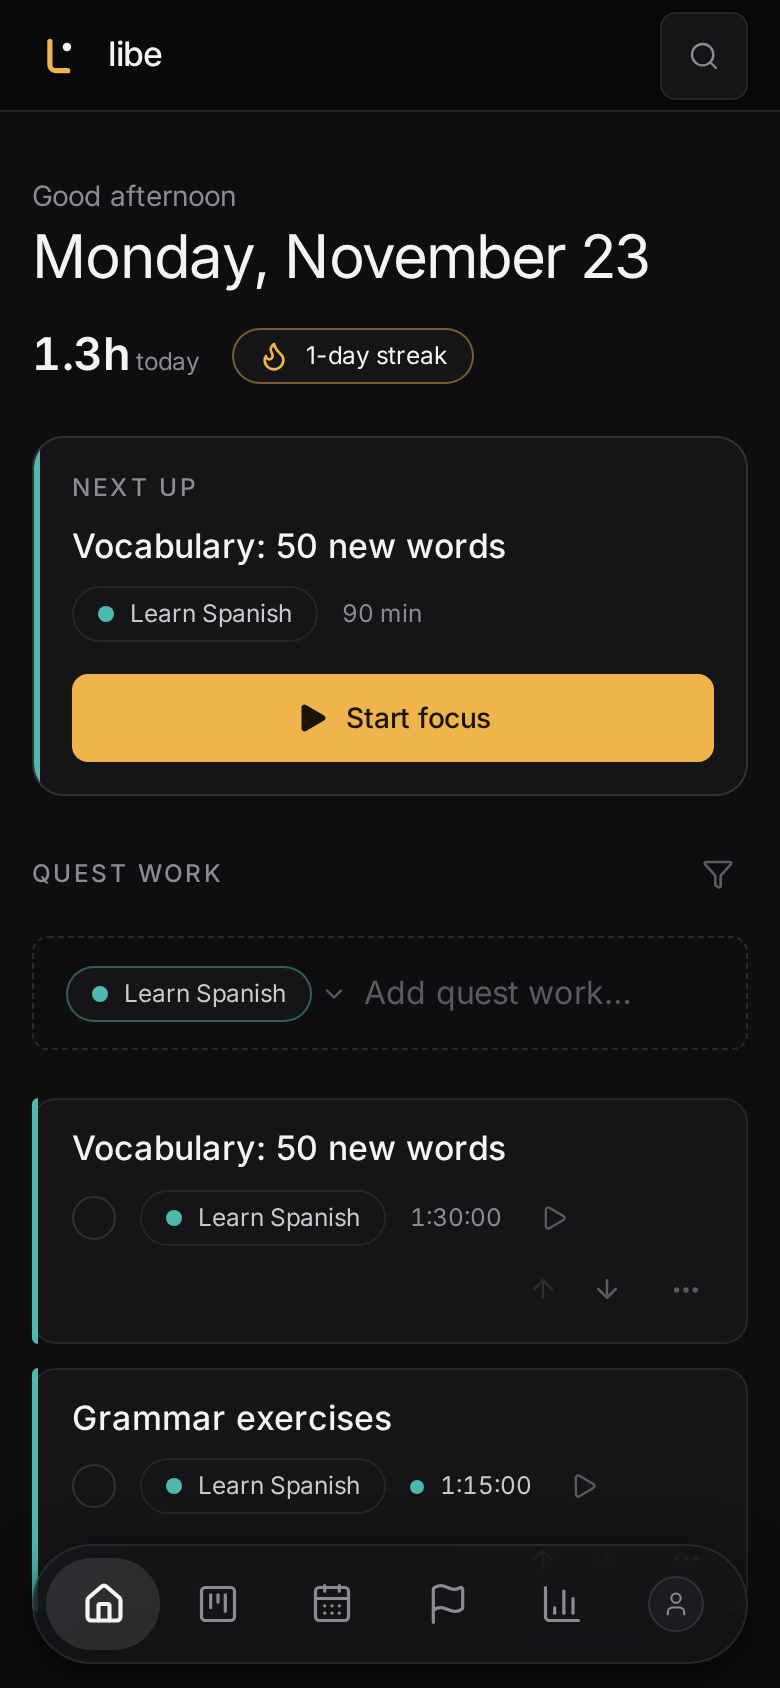 libe
Good afternoon
Monday, November 23
1.3h today
1-day streak
NEXT UP
Vocabulary: 50 new words
Learn Spanish
90 min
Start focus
QUEST WORK
Learn Spanish
Add quest work...
Vocabulary: 50 new words
Learn Spanish
1:30:00
Grammar exercises
Learn Spanish
1:15:00